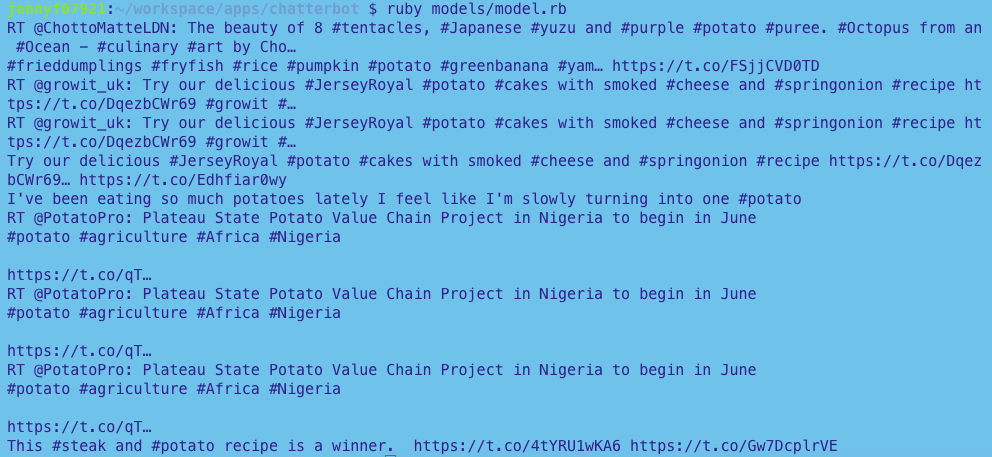 jennyf07921:~/workspace/apps/chatterbot $ ruby models/model.rb
RT @ChottoMatteLDN: The beauty of 8 #tentacles, #Japanese #yuzu and #purple #potato #puree. #Octopus from an
#Ocean – #culinary #art by Cho…
#frieddumplings #fryfish #rice #pumpkin #potato #greenbanana #yam… https://t.co/FSjjCVD0TD
RT @growit_uk: Try our delicious #JerseyRoyal #potato #cakes with smoked #cheese and #springonion #recipe ht
tps://t.co/DqezbCWr69 #growit #…
RT @growit_uk: Try our delicious #JerseyRoyal #potato #cakes with smoked #cheese and #springonion #recipe ht
tps://t.co/DqezbCWr69 #growit #…
Try our delicious #JerseyRoyal #potato #cakes with smoked #cheese and #springonion #recipe https://t.co/Dqez
bCWr69… https://t.co/Edhfiar0wy
I've been eating so much potatoes lately I feel like I'm slowly turning into one #potato
RT @PotatoPro: Plateau State Potato Value Chain Project in Nigeria to begin in June
#potato #agriculture #Africa #Nigeria
https://t.co/qT…
RT @PotatoPro: Plateau State Potato Value Chain Project in Nigeria to begin in June
#potato #agriculture #Africa #Nigeria
https://t.co/qT…
RT @PotatoPro: Plateau State Potato Value Chain Project in Nigeria to begin in June
#potato #agriculture #Africa #Nigeria
https://t.co/qT…
This #steak and #potato recipe is a winner.  https://t.co/4tYRU1wKA6 https://t.co/Gw7DcplrVE